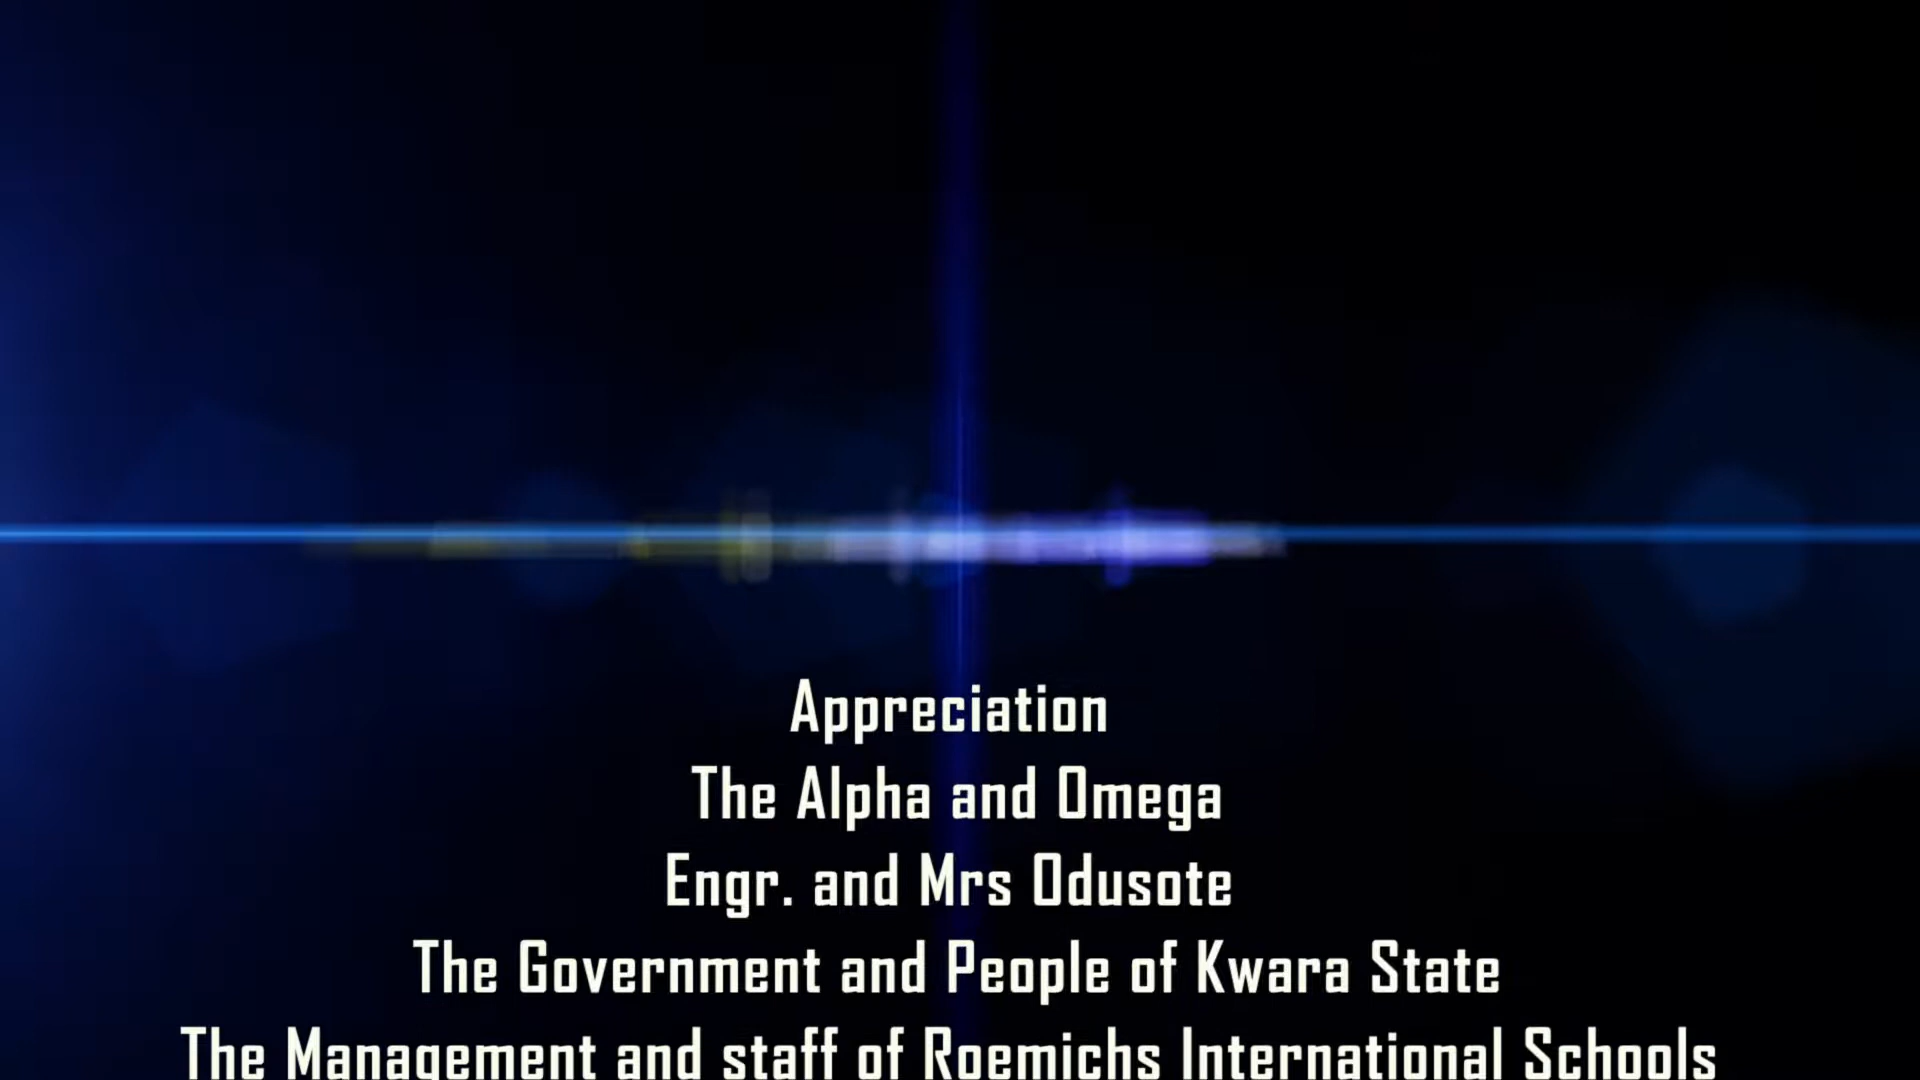 Appreciation
The Alpha and Omega
Engr. and Mrs Odusote
The Government and People of Kwara State
The Management and staff of Roemichs International Schools